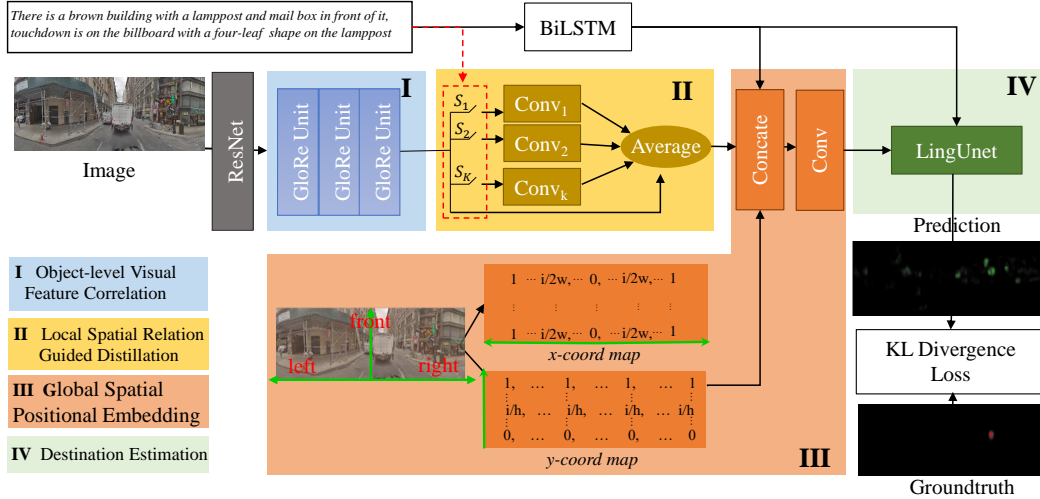 There is a brown building with a lamppost and mail box in front of it,
touchdown is on the billboard with a four-leaf shape on the lamppost
BiLSTM
I
II
III
IV
Image
ResNet
GloRe Unit
GloRe Unit
GloRe Unit
S1
S2
SK
Conv1
Conv2
Convk
Average
Concate
Conv
LingUnet
Prediction
I Object-level Visual
Feature Correlation
II Local Spatial Relation
Guided Distillation
III Global Spatial
Positional Embedding
IV Destination Estimation
front
left
right
1 ··· i/2w, ··· 0, ··· i/2w, ··· 1
⋮ ⋮ ⋮ ⋮ ⋮
1 ··· i/2w, ··· 0, ··· i/2w, ··· 1
x-coord map
1, … 1, … 1, … 1
i/h, … i/h, … i/h, … i/h
0, … 0, … 0, … 0
y-coord map
III
KL Divergence
Loss
Groundtruth